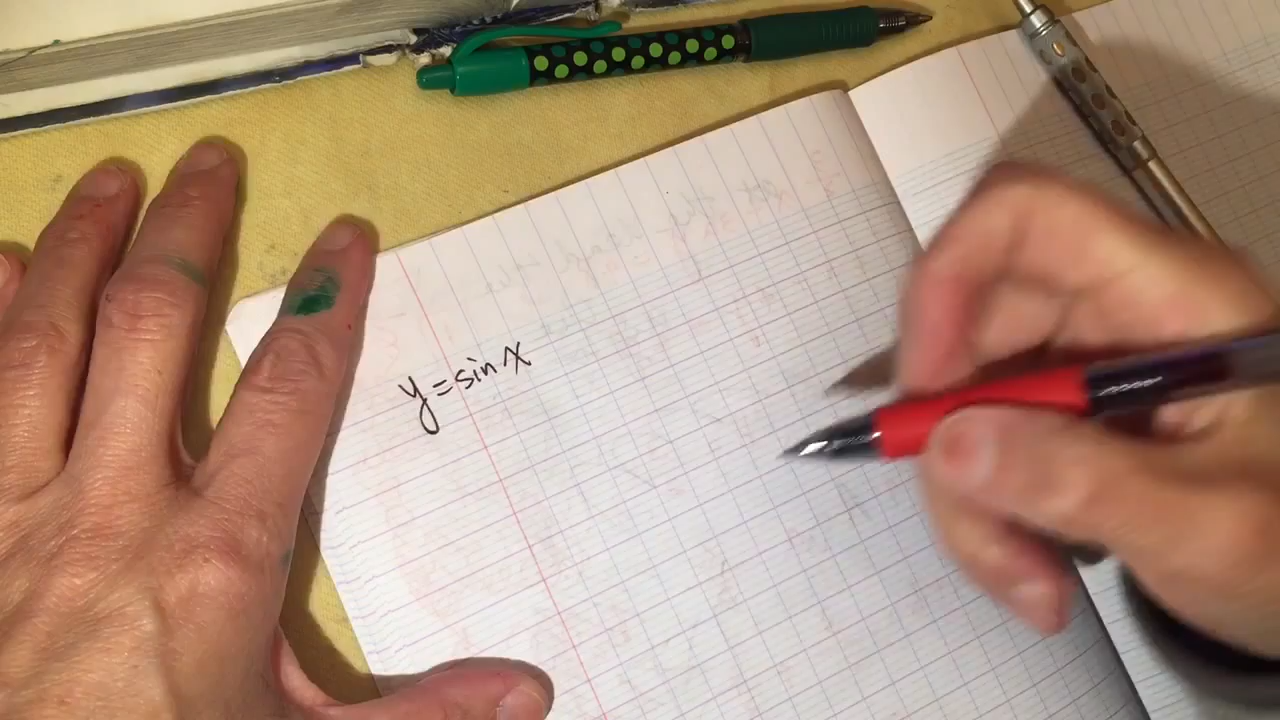 y = sin x